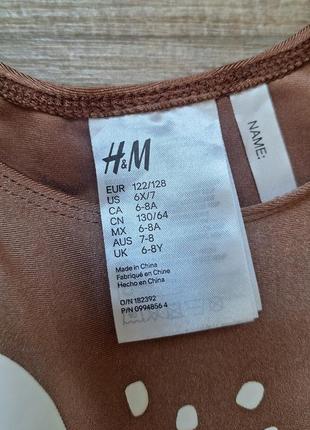 H&M
EUR 122/128
US 6X/7
CA 6-8A
CN 130/64
MX 6-8A
AUS 7-8
UK 6-8Y
Made in China
Fabriqué en Chine
Hecho en China
O/N 182392
P/N 0994856 4
NAME: